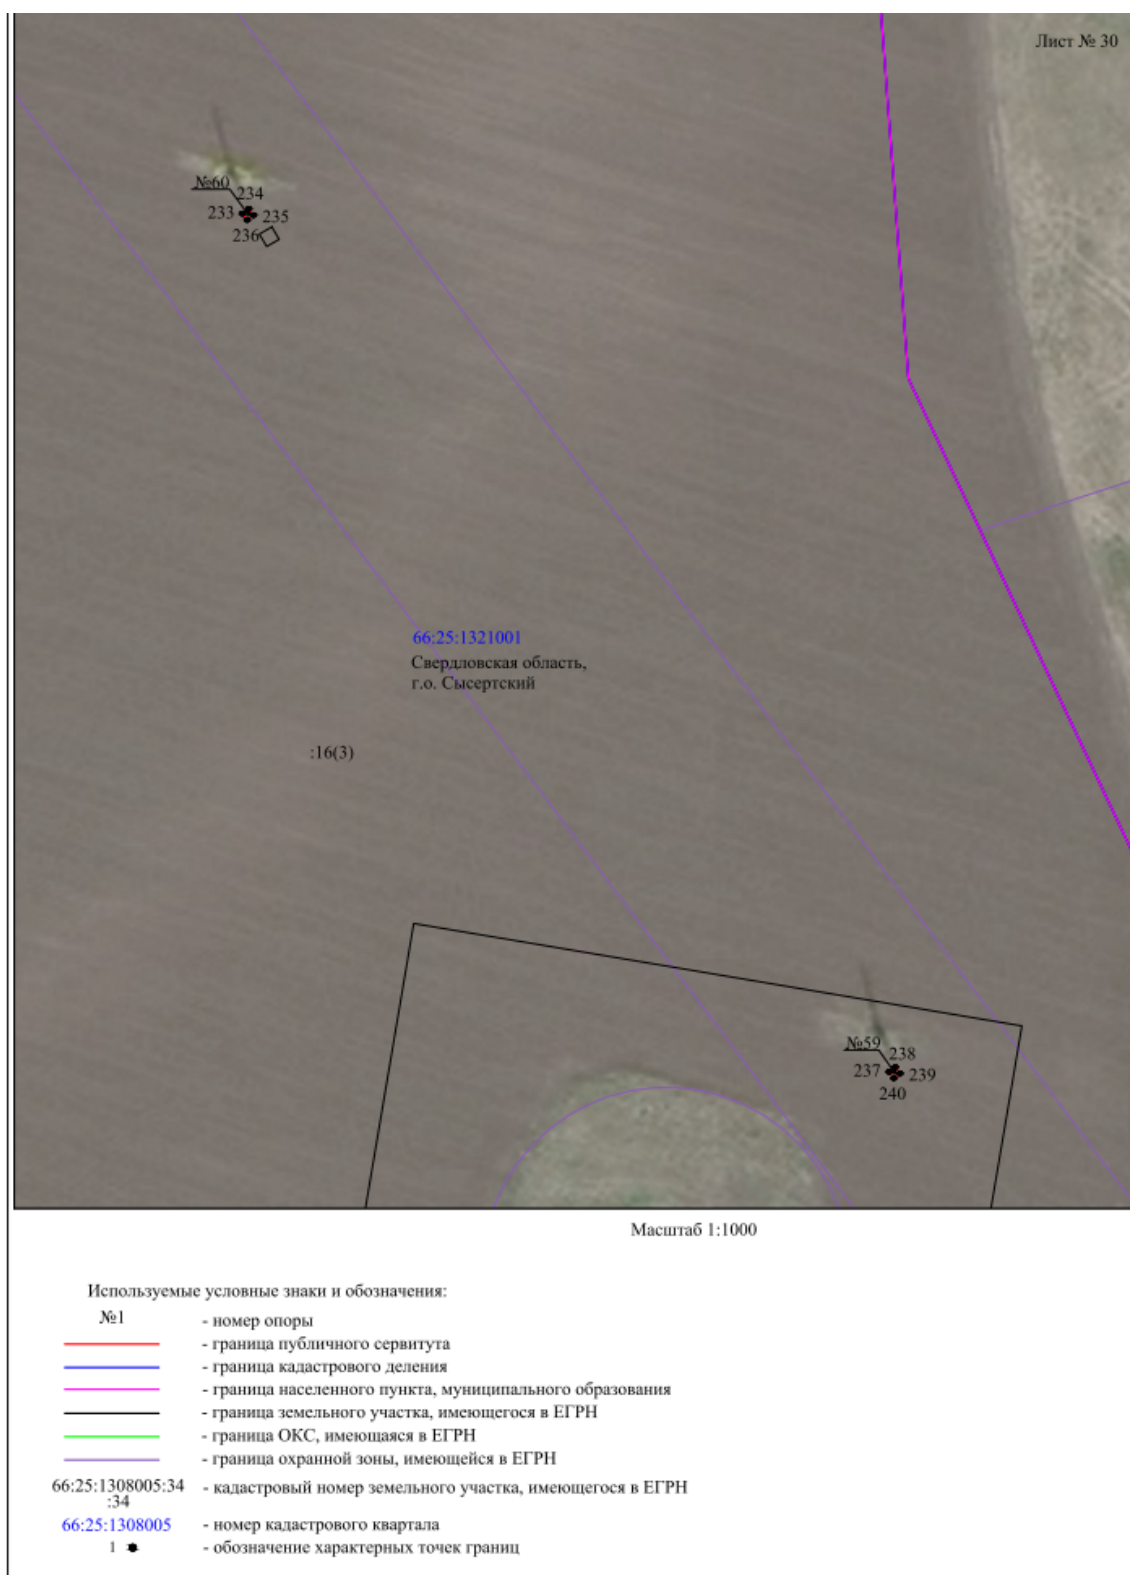 Лист № 30
№60
234
233
235
236
66:25:1321001
Свердловская область,
г.о. Сысертский
:16(3)
№59
238
237
239
240
Масштаб 1:1000
Используемые условные знаки и обозначения:
№1 - номер опоры
- граница публичного сервитута
- граница кадастрового деления
- граница населенного пункта, муниципального образования
- граница земельного участка, имеющегося в ЕГРН
- граница ОКС, имеющаяся в ЕГРН
- граница охранной зоны, имеющейся в ЕГРН
66:25:1308005:34 - кадастровый номер земельного участка, имеющегося в ЕГРН
:34
66:25:1308005 - номер кадастрового квартала
1 - обозначение характерных точек границ